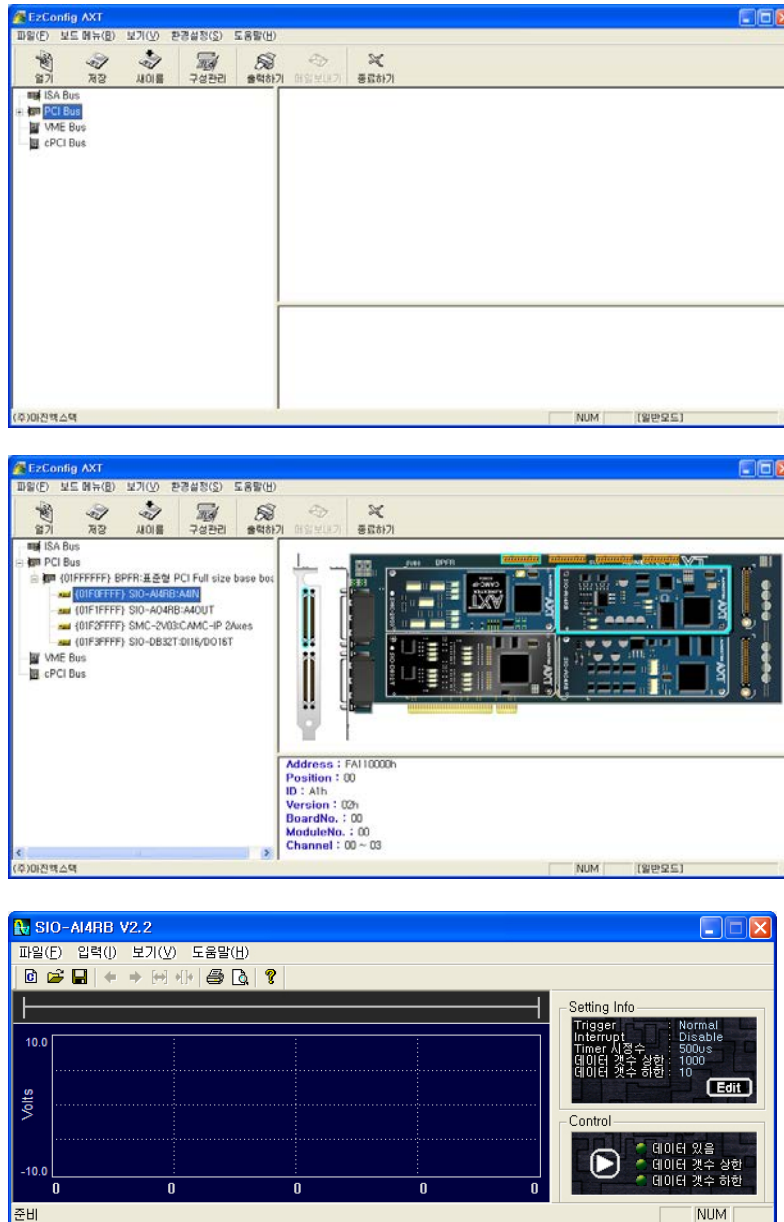 EzConfig AXT
파일(F) 보드 메뉴(B) 보기(V) 환경설정(S) 도움말(H)
열기 저장 새이름 구성관리 출력하기 메일보내기 종료하기
ISA Bus
PCI Bus
VME Bus
cPCI Bus
(주)아진엑스텍 NUM [일반모드]
EzConfig AXT
파일(F) 보드 메뉴(B) 보기(V) 환경설정(S) 도움말(H)
열기 저장 새이름 구성관리 출력하기 메일보내기 종료하기
ISA Bus
PCI Bus
{01FFFFFF} BPFR:표준형 PCI Full size base boa
{01F0FFFF} SIO-AI4RB:A4IN
{01F1FFFF} SIO-AO4RB:A4OUT
{01F2FFFF} SMC-2V03:CAMC-IP 2Axes
{01F3FFFF} SIO-DB32T:DI16/DO16T
VME Bus
cPCI Bus
BPFR
AXT
CAMC-IP
AXT
Address : FA110000h
Position : 00
ID : A1h
Version : 02h
BoardNo. : 00
ModuleNo. : 00
Channel : 00 ~ 03
(주)아진엑스텍 NUM [일반모드]
SIO-AI4RB V2.2
파일(F) 입력(I) 보기(V) 도움말(H)
10.0
Volts
-10.0
0 0 0 0 0
Setting Info
Trigger : Normal
Interrupt : Disable
Timer 시정수 : 500us
데이터 갯수 상한 : 1000
데이터 갯수 하한 : 10
Edit
Control
데이터 있음
데이터 갯수 상한
데이터 갯수 하한
준비 NUM